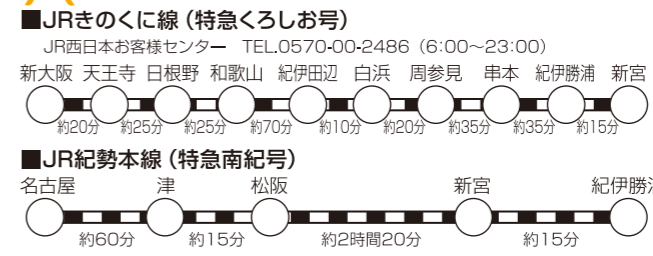 ■JRきのくに線(特急くろしお号)
JR西日本お客様センター TEL.0570-00-2486(6:00〜23:00)
新大阪 天王寺 日根野 和歌山 紀伊田辺 白浜 周参見 串本 紀伊勝浦 新宮
約20分 約25分 約25分 約70分 約10分 約20分 約35分 約35分 約15分
■JR紀勢本線(特急南紀号)
名古屋 津 松阪 新宮 紀伊勝
約60分 約15分 約2時間20分 約15分